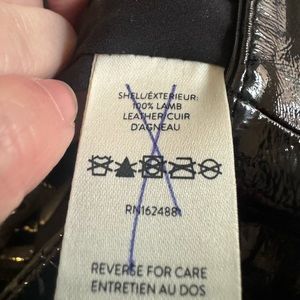 SHELL/EXTÉRIEUR:
100% LAMB
LEATHER/CUIR
D'AGNEAU
RN162488
REVERSE FOR CARE
ENTRETIEN AU DOS